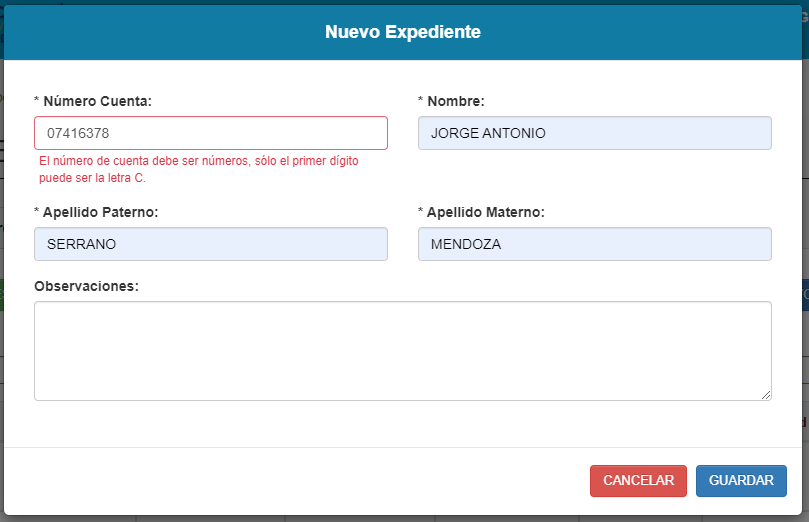 Nuevo Expediente
* Número Cuenta:
* Nombre:
07416378
JORGE ANTONIO
El número de cuenta debe ser números, sólo el primer dígito
puede ser la letra C.
* Apellido Paterno:
* Apellido Materno:
SERRANO
MENDOZA
Observaciones:
CANCELAR
GUARDAR